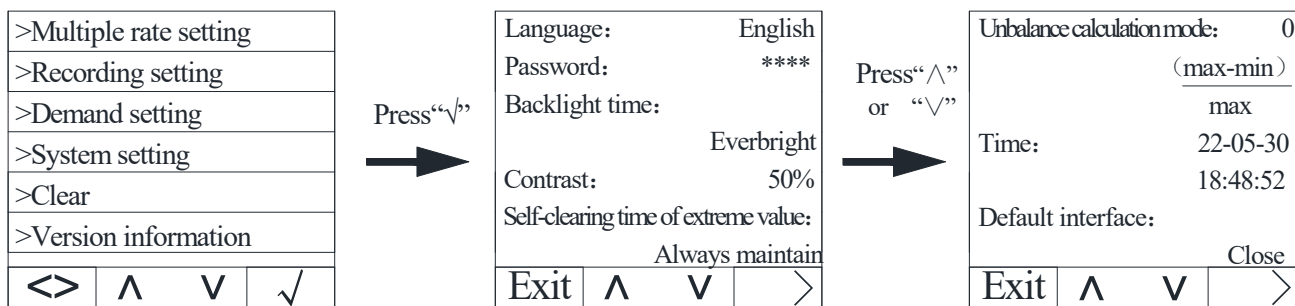 >Multiple rate setting
>Recording setting
>Demand setting
>System setting
>Clear
>Version information
<> ∧ ∨ √
Press“√”
Language： English
Password： ****
Backlight time：
Everbright
Contrast： 50%
Self-clearing time of extreme value：
Always maintain
Exit ∧ ∨ >
Press“∧”
or “∨”
Unbalance calculation mode： 0
（max-min）
max
Time： 22-05-30
18:48:52
Default interface：
Close
Exit ∧ ∨ >